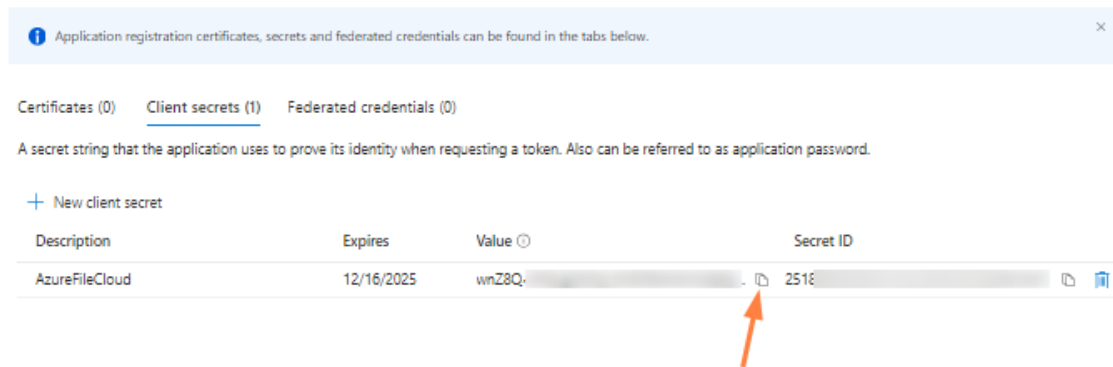 Application registration certificates, secrets and federated credentials can be found in the tabs below.
Certificates (0) Client secrets (1) Federated credentials (0)
A secret string that the application uses to prove its identity when requesting a token. Also can be referred to as application password.
New client secret
Description Expires Value Secret ID
AzureFileCloud 12/16/2025 wnZ8Q 2518